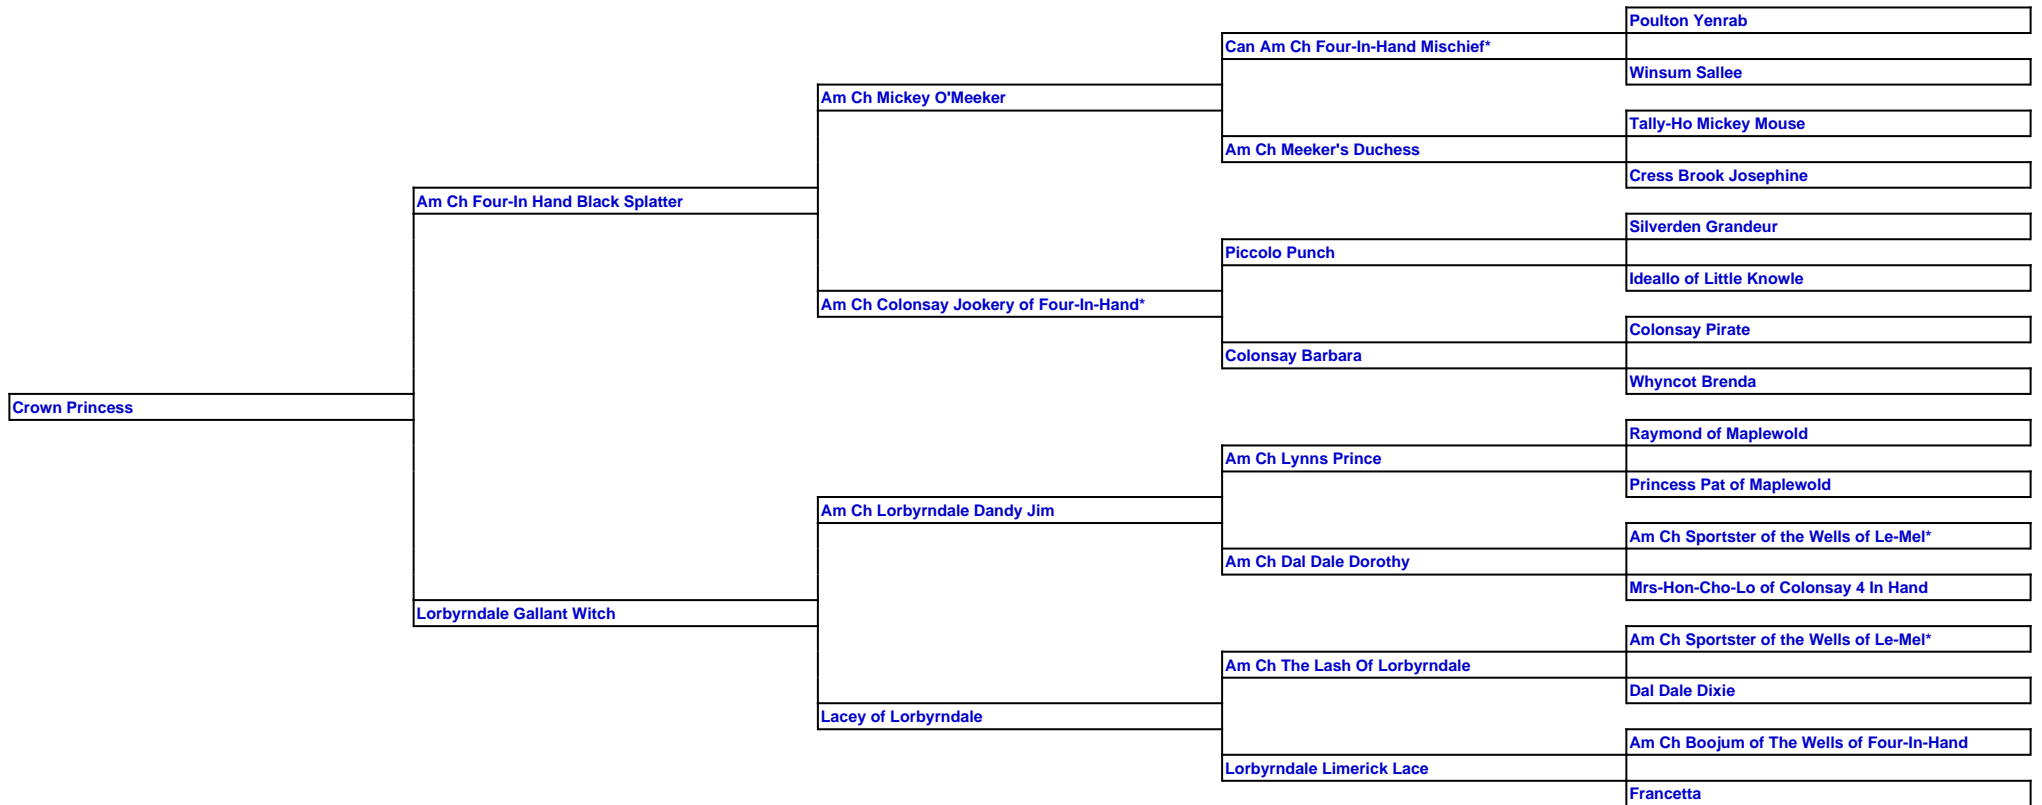 Poulton Yenrab
Can Am Ch Four-In-Hand Mischief*
Winsum Sallee
Am Ch Mickey O'Meeker
Tally-Ho Mickey Mouse
Am Ch Meeker's Duchess
Cress Brook Josephine
Am Ch Four-In Hand Black Splatter
Silverden Grandeur
Piccolo Punch
Ideallo of Little Knowle
Am Ch Colonsay Jookery of Four-In-Hand*
Colonsay Pirate
Colonsay Barbara
Whyncot Brenda
Crown Princess
Raymond of Maplewold
Am Ch Lynns Prince
Princess Pat of Maplewold
Am Ch Lorbyrndale Dandy Jim
Am Ch Sportster of the Wells of Le-Mel*
Am Ch Dal Dale Dorothy
Mrs-Hon-Cho-Lo of Colonsay 4 In Hand
Lorbyrndale Gallant Witch
Am Ch Sportster of the Wells of Le-Mel*
Am Ch The Lash Of Lorbyrndale
Dal Dale Dixie
Lacey of Lorbyrndale
Am Ch Boojum of The Wells of Four-In-Hand
Lorbyrndale Limerick Lace
Francetta